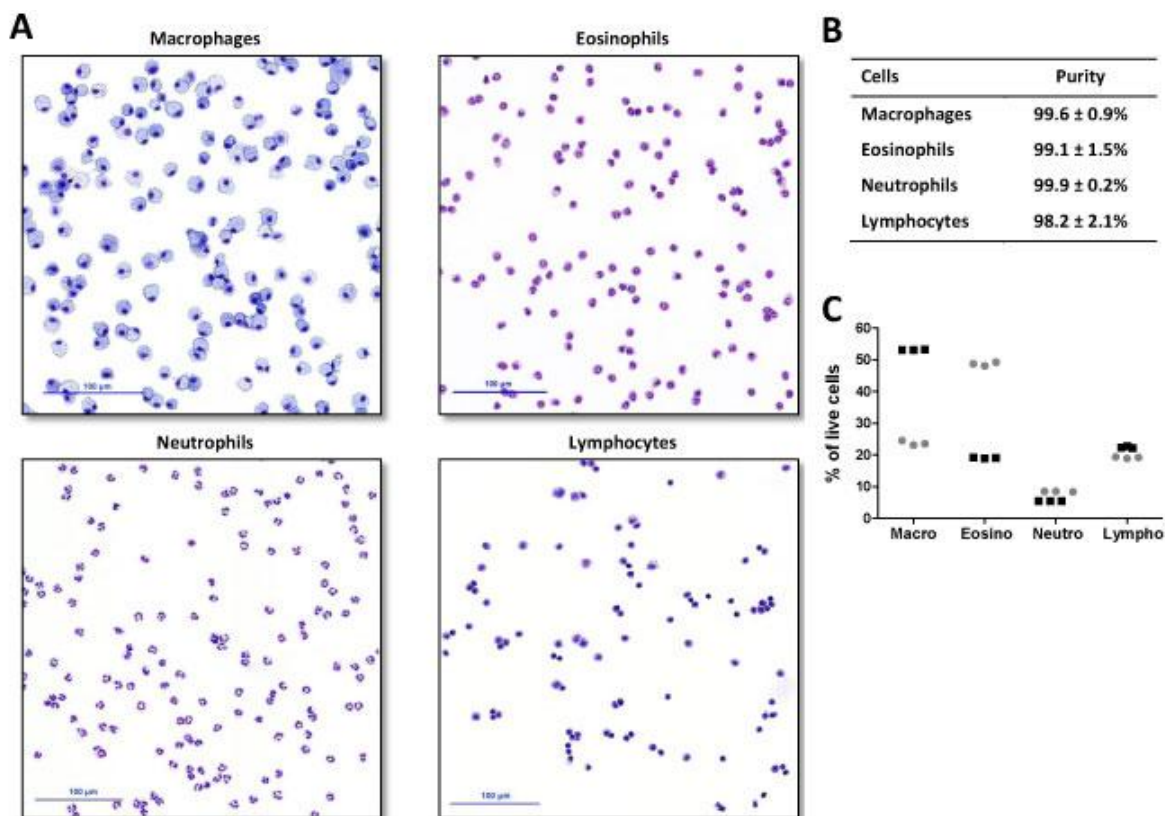 A
Macrophages
Eosinophils
100 µm
100 µm
Neutrophils
Lymphocytes
100 µm
100 µm
B
Cells Purity
Macrophages 99.6 ± 0.9%
Eosinophils 99.1 ± 1.5%
Neutrophils 99.9 ± 0.2%
Lymphocytes 98.2 ± 2.1%
C
% of live cells
60
50
40
30
20
10
0
Macro Eosino Neutro Lympho